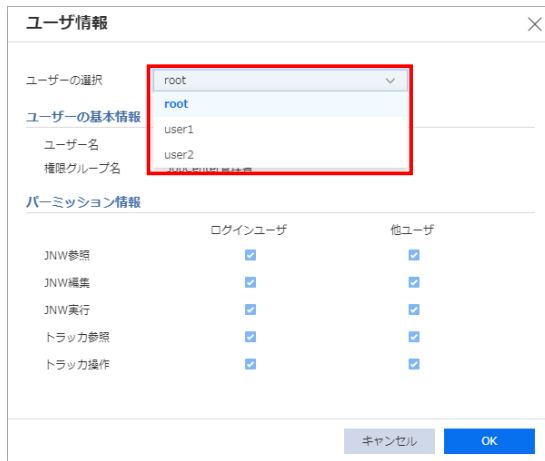 ユーザ情報
ユーザーの選択 root
root
ユーザーの基本情報
user1
ユーザー名
user2
権限グループ名
パーミッション情報
ログインユーザ 他ユーザ
JNW参照
JNW編集
JNW実行
トラッカ参照
トラッカ操作
キャンセル OK